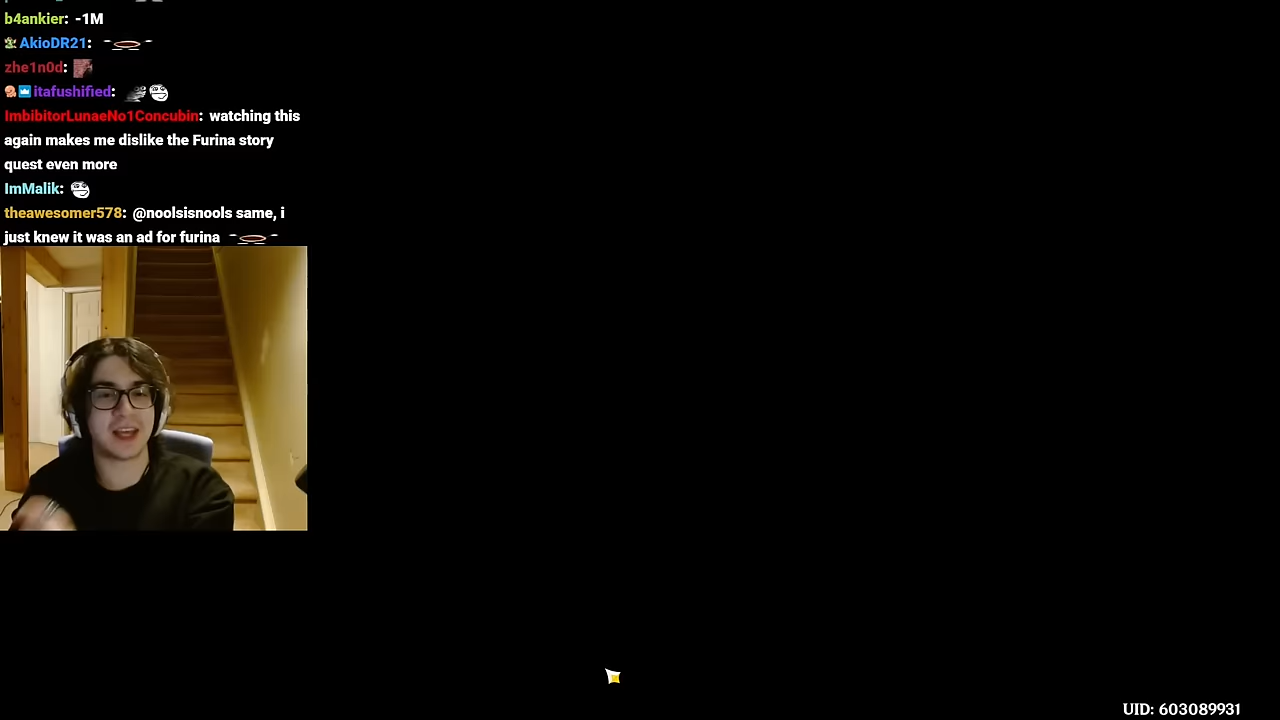 b4ankier: -1M
AkioDR21:
zhe1n0d:
itafushified:
ImbibitorLunaeNo1Concubin: watching this
again makes me dislike the Furina story
quest even more
ImMalik:
theawesomer578: @noolsisnools same, i
just knew it was an ad for furina
UID: 603089931